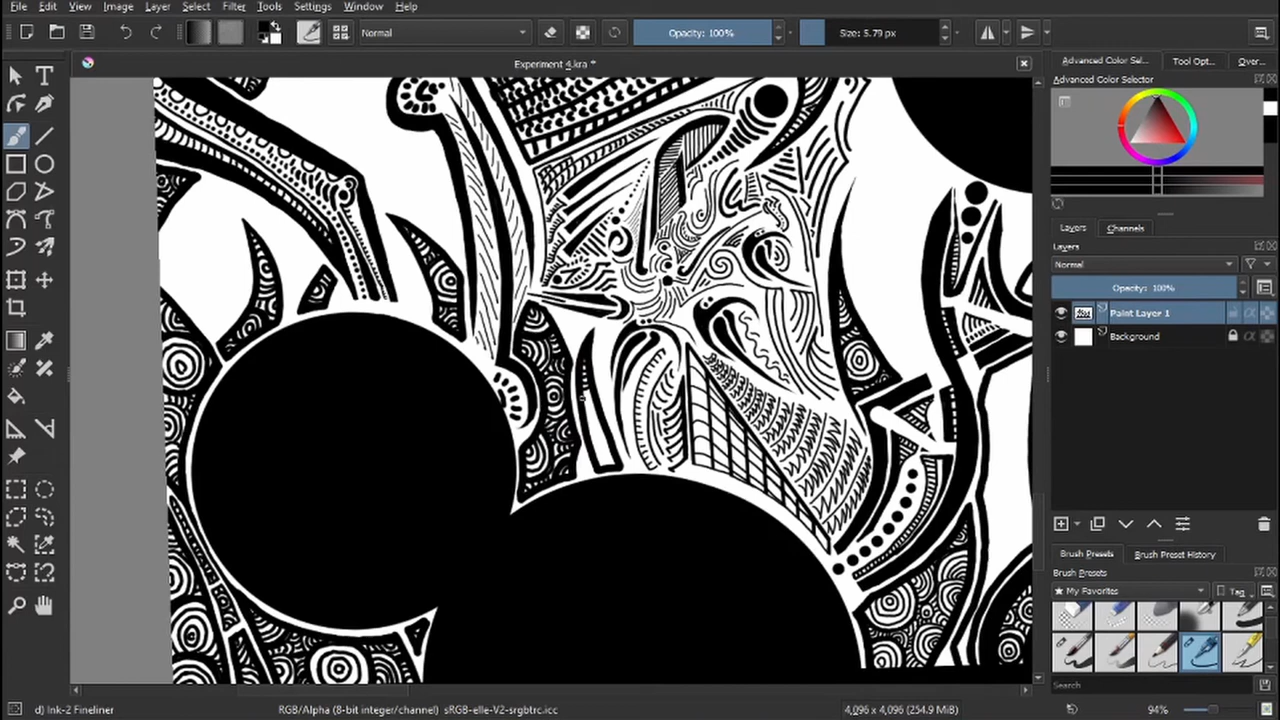 File Edit View Image Layer Select Filter Tools Settings Window Help
Normal
Opacity: 100%
Size: 5.79 px
Experiment 4.kra *
Advanced Color Sel...
Tool Opt...
Over...
Advanced Color Selector
Layers
Channels
Layers
Normal
Opacity: 100%
Paint Layer 1
Background
Brush Presets
Brush Preset History
Brush Presets
★ My Favorites
Tag
Search
d) Ink-2 Fineliner
RGB/Alpha (8-bit integer/channel) sRGB-elle-V2-srgbtrc.icc
4,096 x 4,096 (254.9 MiB)
94%